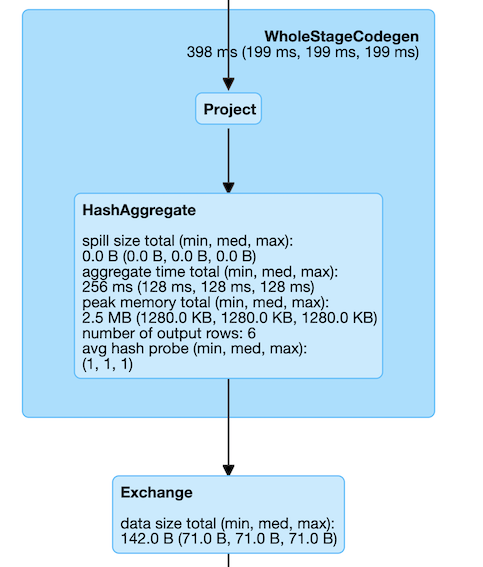 WholeStageCodegen
398 ms (199 ms, 199 ms, 199 ms)
Project
HashAggregate
spill size total (min, med, max):
0.0 B (0.0 B, 0.0 B, 0.0 B)
aggregate time total (min, med, max):
256 ms (128 ms, 128 ms, 128 ms)
peak memory total (min, med, max):
2.5 MB (1280.0 KB, 1280.0 KB, 1280.0 KB)
number of output rows: 6
avg hash probe (min, med, max):
(1, 1, 1)
Exchange
data size total (min, med, max):
142.0 B (71.0 B, 71.0 B, 71.0 B)